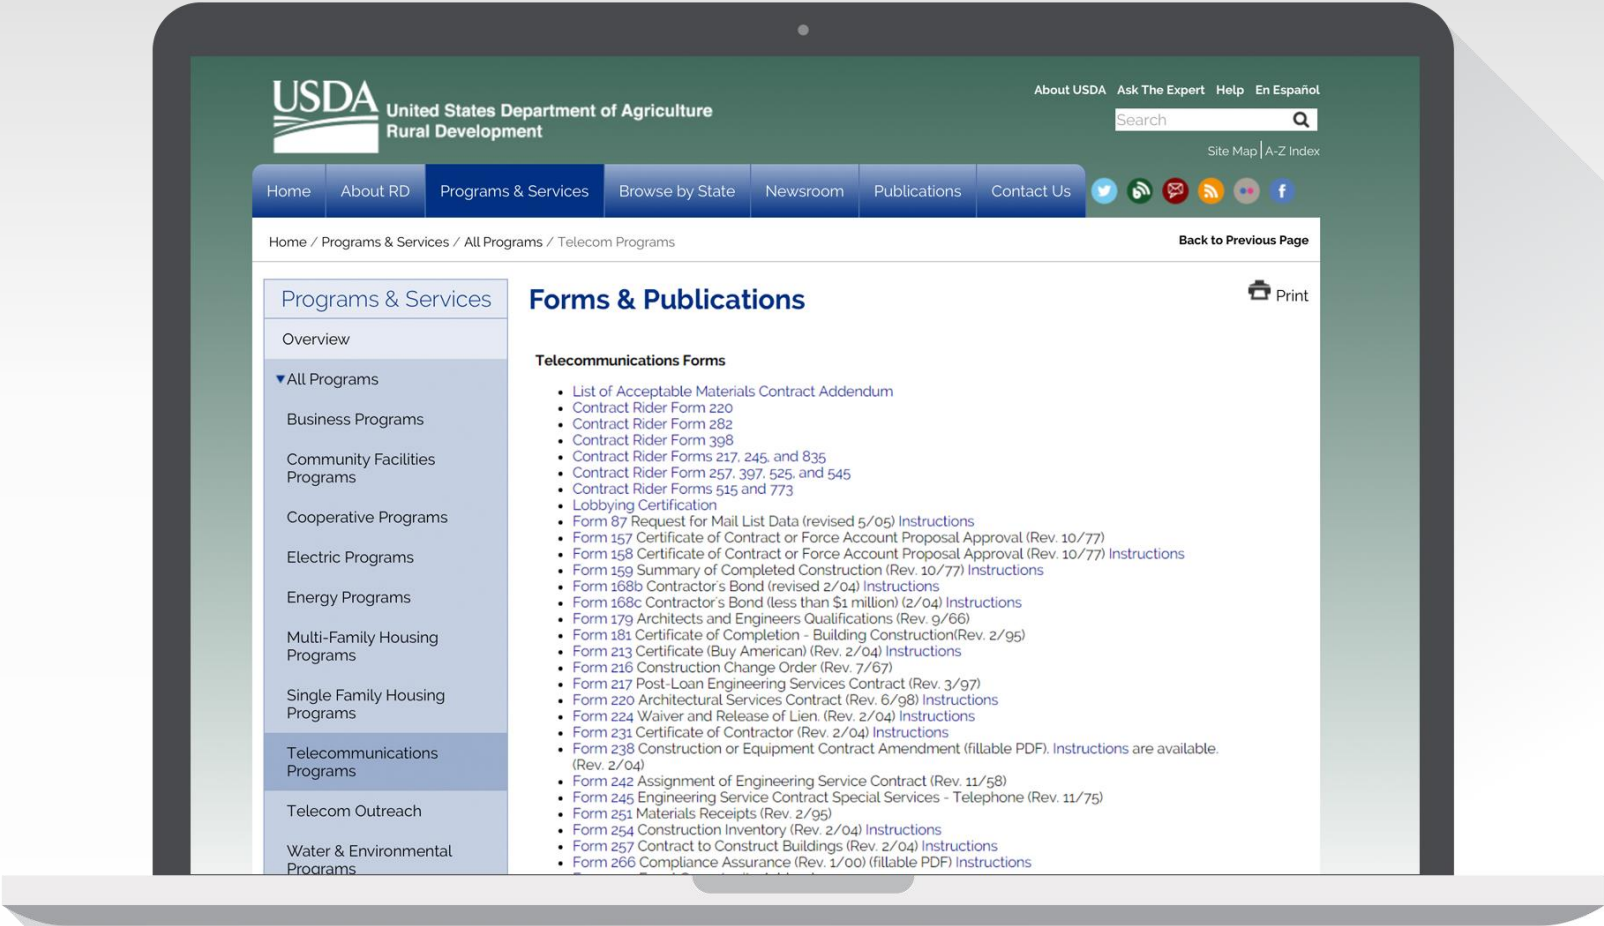 USDA
United States Department of Agriculture
Rural Development
About USDA Ask The Expert Help En Español
Search
Site Map A-Z Index
Home About RD Programs & Services Browse by State Newsroom Publications Contact Us
Home / Programs & Services / All Programs / Telecom Programs
Back to Previous Page
Programs & Services
Overview
▼All Programs
Business Programs
Community Facilities
Programs
Cooperative Programs
Electric Programs
Energy Programs
Multi-Family Housing
Programs
Single Family Housing
Programs
Telecommunications
Programs
Telecom Outreach
Water & Environmental
Programs
Forms & Publications
Print
Telecommunications Forms
• List of Acceptable Materials Contract Addendum
• Contract Rider Form 220
• Contract Rider Form 282
• Contract Rider Form 398
• Contract Rider Forms 217, 245, and 835
• Contract Rider Form 257, 397, 525, and 545
• Contract Rider Forms 515 and 773
• Lobbying Certification
• Form 87 Request for Mail List Data (revised 5/05) Instructions
• Form 157 Certificate of Contract or Force Account Proposal Approval (Rev. 10/77)
• Form 158 Certificate of Contract or Force Account Proposal Approval (Rev. 10/77) Instructions
• Form 159 Summary of Completed Construction (Rev. 10/77) Instructions
• Form 168b Contractor's Bond (revised 2/04) Instructions
• Form 168c Contractor's Bond (less than $1 million) (2/04) Instructions
• Form 179 Architects and Engineers Qualifications (Rev. 9/66)
• Form 181 Certificate of Completion - Building Construction(Rev. 2/95)
• Form 213 Certificate (Buy American) (Rev. 2/04) Instructions
• Form 216 Construction Change Order (Rev. 7/67)
• Form 217 Post-Loan Engineering Services Contract (Rev. 3/97)
• Form 220 Architectural Services Contract (Rev. 6/98) Instructions
• Form 224 Waiver and Release of Lien. (Rev. 2/04) Instructions
• Form 231 Certificate of Contractor (Rev. 2/04) Instructions
• Form 238 Construction or Equipment Contract Amendment (fillable PDF). Instructions are available.
(Rev. 2/04)
• Form 242 Assignment of Engineering Service Contract (Rev. 11/58)
• Form 245 Engineering Service Contract Special Services - Telephone (Rev. 11/75)
• Form 251 Materials Receipts (Rev. 2/95)
• Form 254 Construction Inventory (Rev. 2/04) Instructions
• Form 257 Contract to Construct Buildings (Rev. 2/04) Instructions
• Form 266 Compliance Assurance (Rev. 1/00) (fillable PDF) Instructions